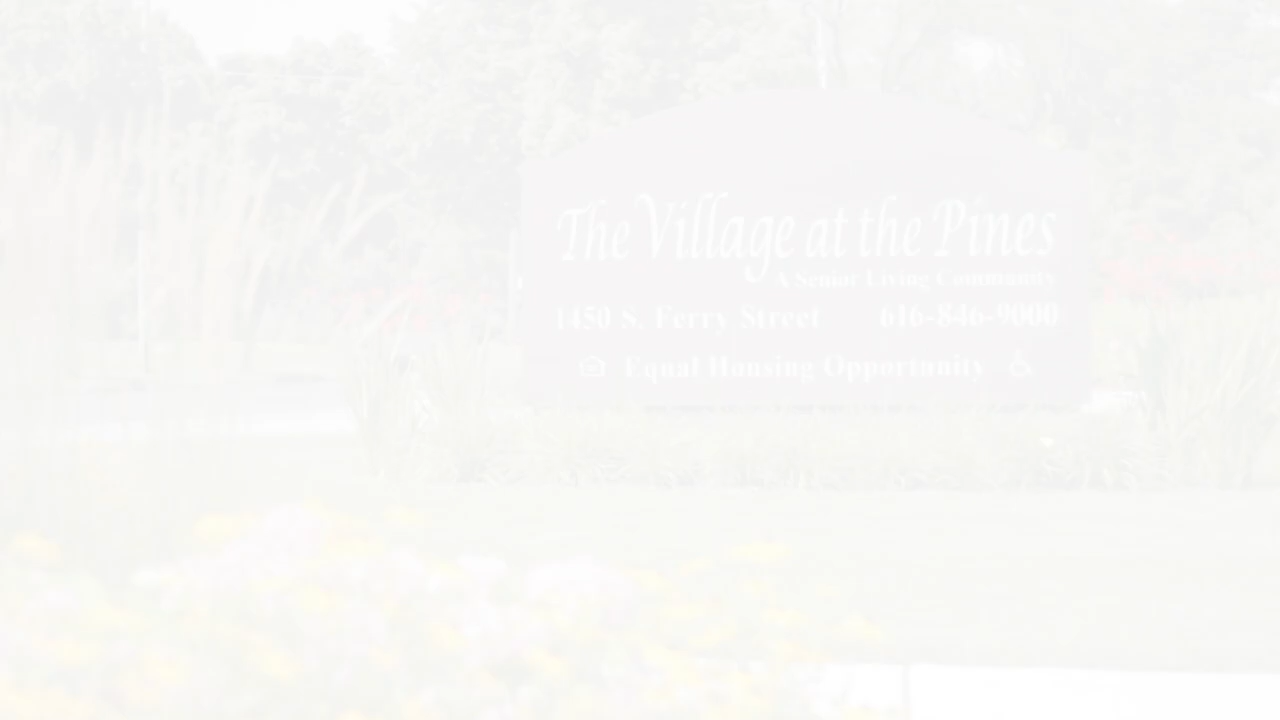 The Village at the Pines
A Senior Living Community
1450 S. Ferry Street 616-846-9000
Equal Housing Opportunity